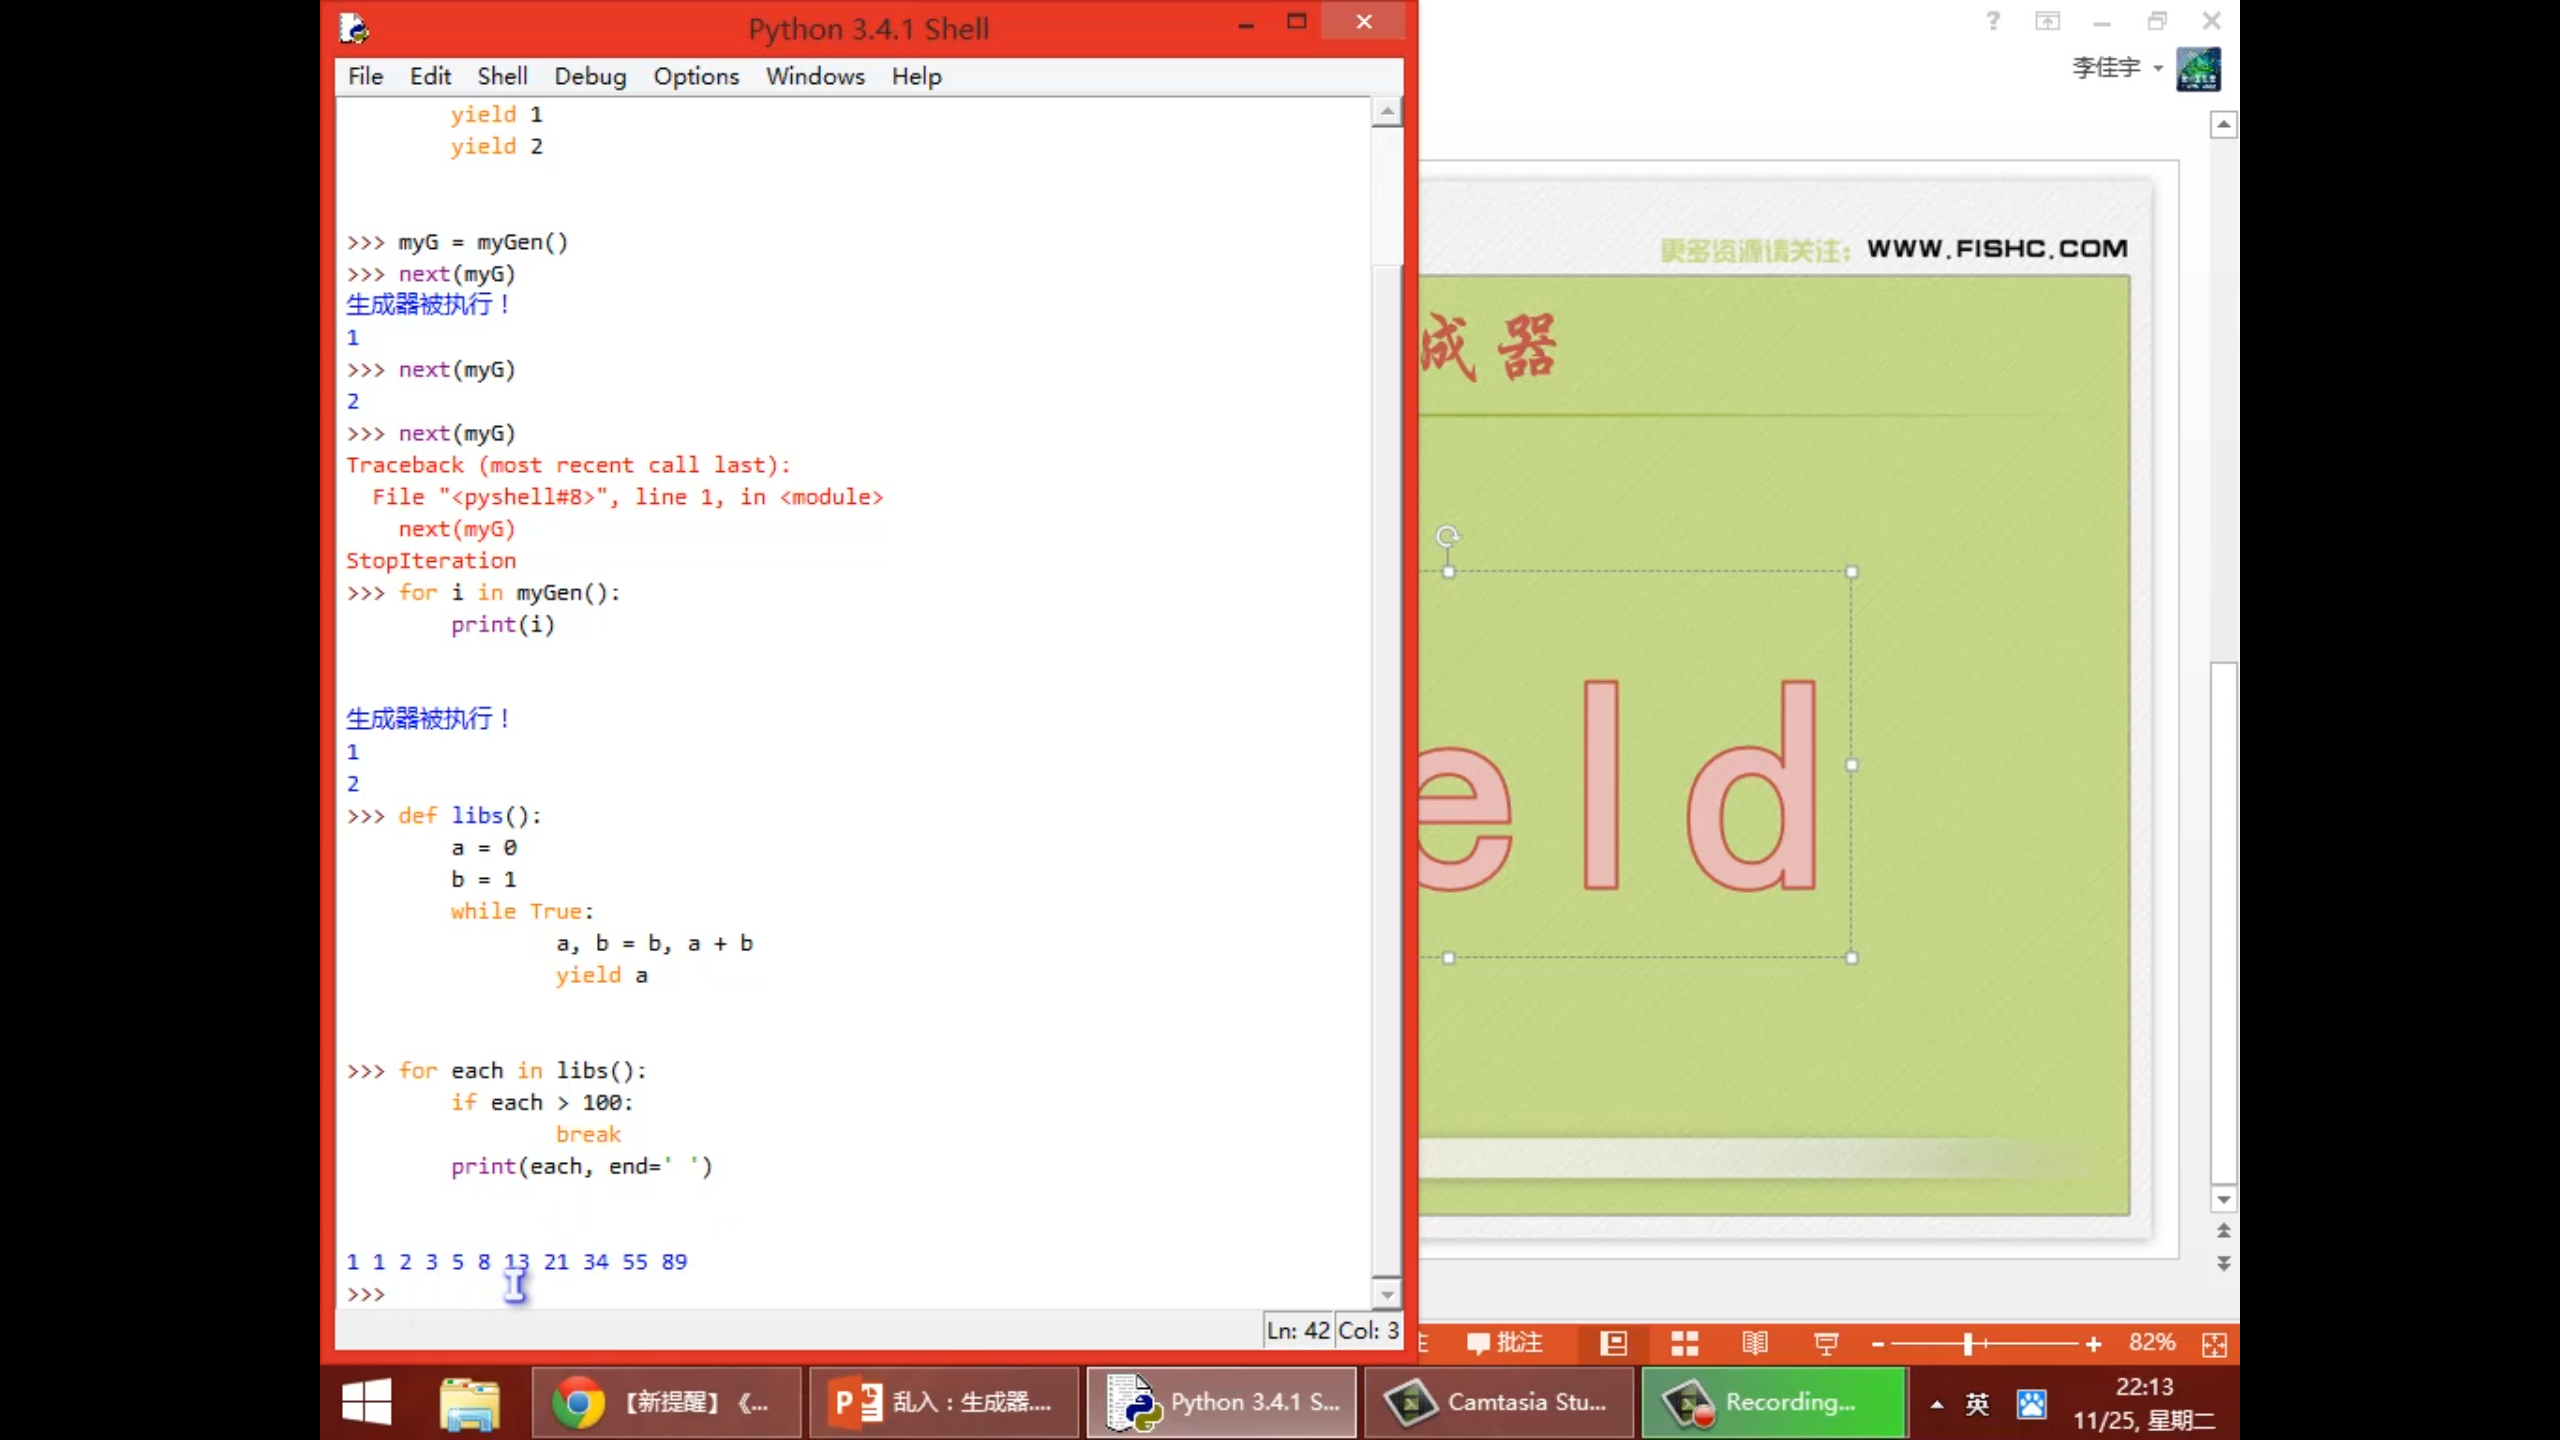 Python 3.4.1 Shell
File Edit Shell Debug Options Windows Help
yield 1
yield 2
>>> myG = myGen()
>>> next(myG)
生成器被执行！
1
>>> next(myG)
2
>>> next(myG)
Traceback (most recent call last):
  File "<pyshell#8>", line 1, in <module>
    next(myG)
StopIteration
>>> for i in myGen():
        print(i)
生成器被执行！
1
2
>>> def libs():
        a = 0
        b = 1
        while True:
                a, b = b, a + b
                yield a
>>> for each in libs():
        if each > 100:
                break
        print(each, end=' ')
1 1 2 3 5 8 13 21 34 55 89
>>>
Ln: 42 Col: 3
李佳宇
更多资源请关注：WWW.FISHC.COM
成器
eld
批注
82%
【新提醒】《...
乱入：生成器....
Python 3.4.1 S...
Camtasia Stu...
Recording...
英
22:13
11/25, 星期二